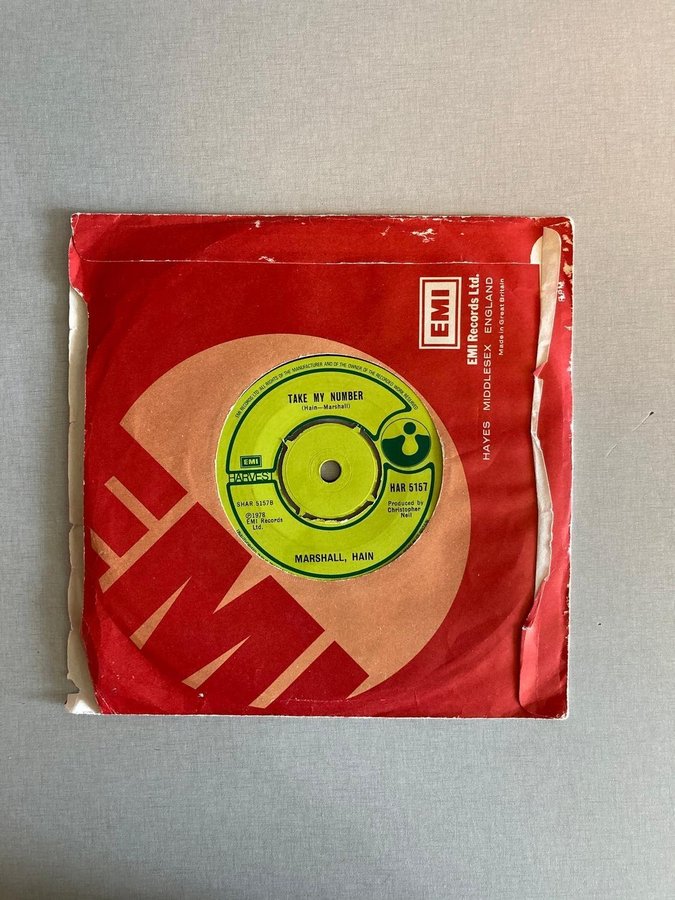 EMI
EMI Records Ltd.
HAYES MIDDLESEX ENGLAND
Made in Great Britain
R.P.M
EMI
TAKE MY NUMBER
(Hain—Marshall)
EMI
HARVEST
HAR 5157
SHAR 5157B
Produced by
Christopher
Neil
℗1978
EMI Records
Ltd.
MARSHALL, HAIN